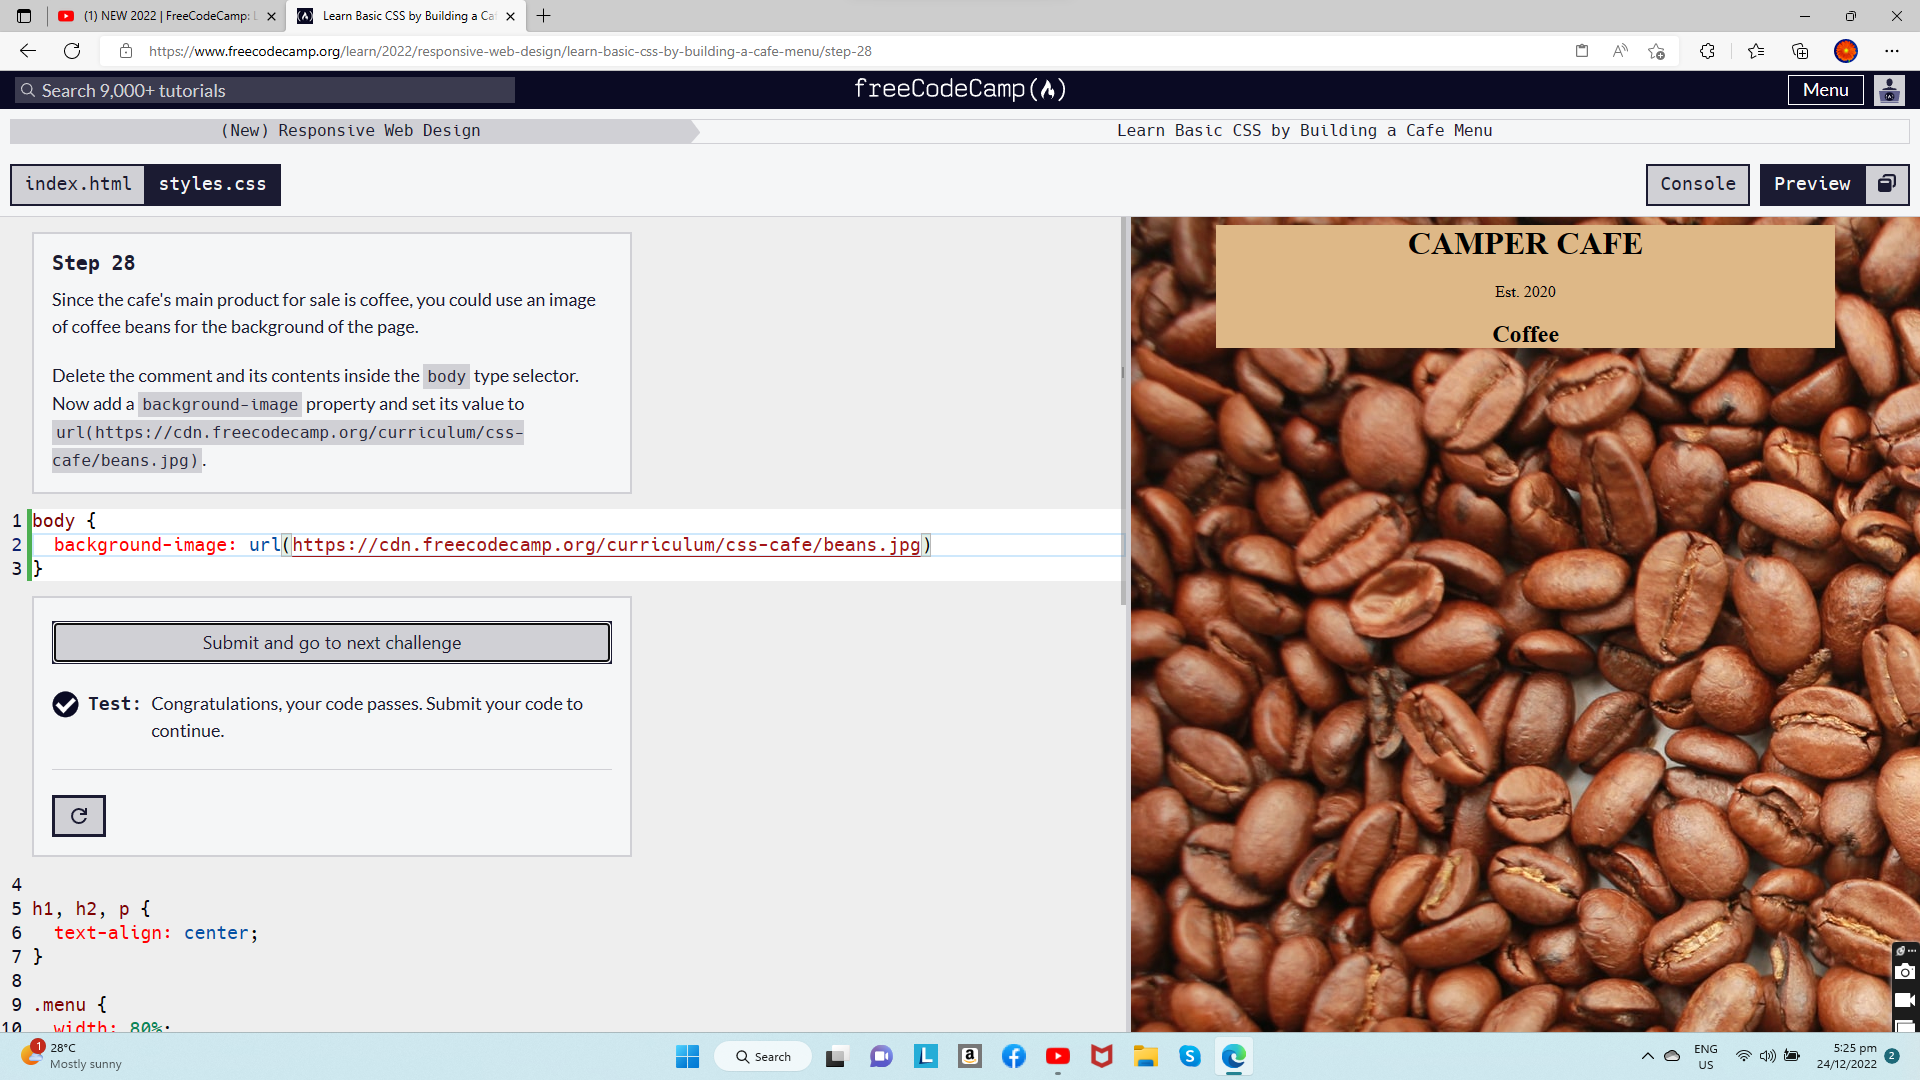 (1) NEW 2022 | FreeCodeCamp:
Learn Basic CSS by Building a Caf
https://www.freecodecamp.org/learn/2022/responsive-web-design/learn-basic-css-by-building-a-cafe-menu/step-28
Search 9,000+ tutorials
freeCodeCamp
Menu
(New) Responsive Web Design
Learn Basic CSS by Building a Cafe Menu
index.html
styles.css
Console
Preview
Step 28
Since the cafe's main product for sale is coffee, you could use an image
of coffee beans for the background of the page.
Delete the comment and its contents inside the body type selector.
Now add a background-image property and set its value to
url(https://cdn.freecodecamp.org/curriculum/css-
cafe/beans.jpg).
1 body {
2 background-image: url(https://cdn.freecodecamp.org/curriculum/css-cafe/beans.jpg)
3 }
Submit and go to next challenge
Test: Congratulations, your code passes. Submit your code to
continue.
4
5 h1, h2, p {
6 text-align: center;
7 }
8
9 .menu {
10 width: 80%;
CAMPER CAFE
Est. 2020
Coffee
1
28°C
Mostly sunny
Search
L
a
S
ENG
US
5:25 pm
24/12/2022
2